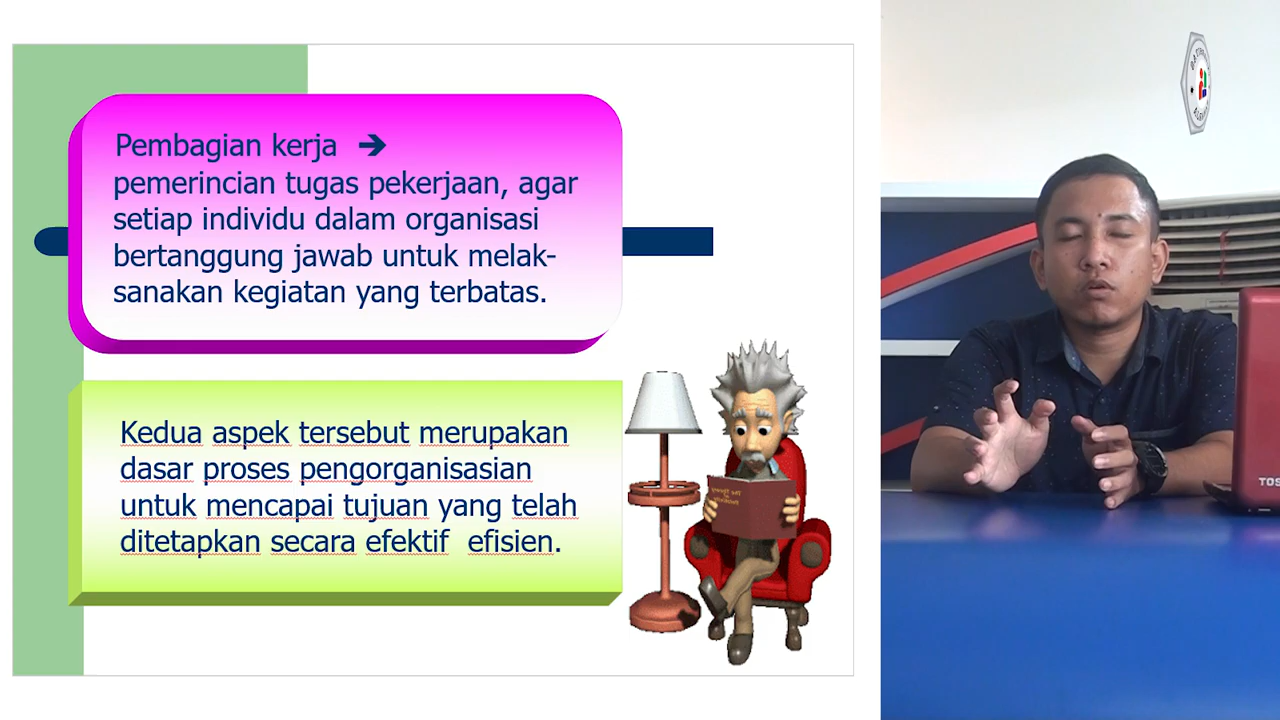 Pembagian kerja ➔
pemerincian tugas pekerjaan, agar
setiap individu dalam organisasi
bertanggung jawab untuk melak-
sanakan kegiatan yang terbatas.
Kedua aspek tersebut merupakan
dasar proses pengorganisasian
untuk mencapai tujuan yang telah
ditetapkan secara efektif efisien.
TOS